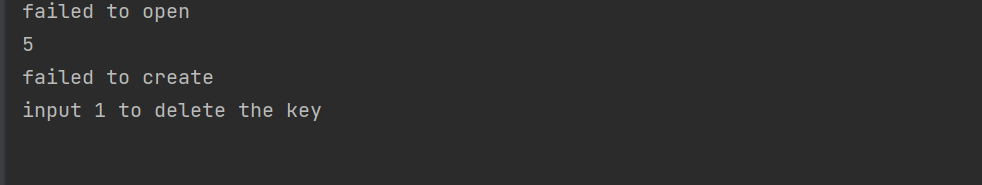 failed to open
5
failed to create
input 1 to delete the key